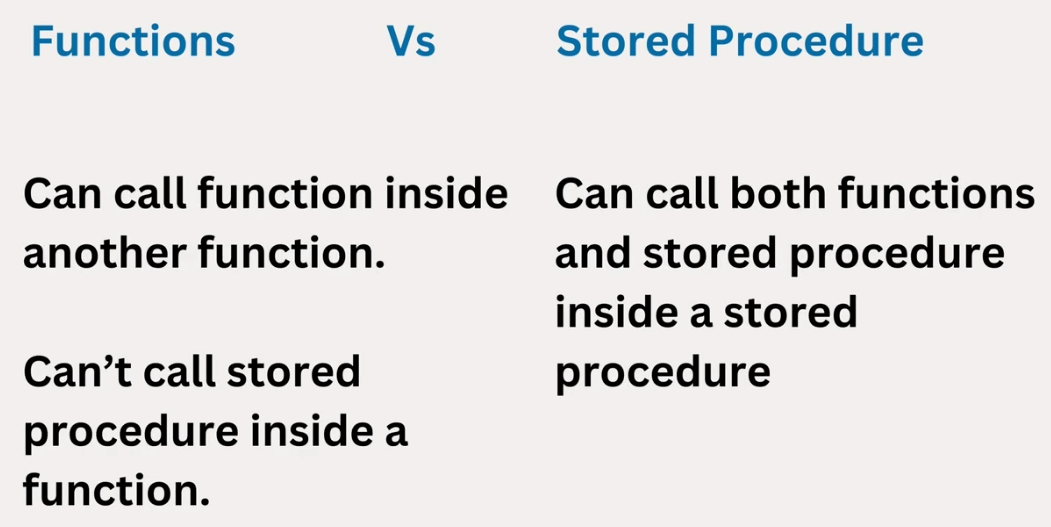 Functions Vs Stored Procedure
Can call function inside
another function.
Can’t call stored
procedure inside a
function.
Can call both functions
and stored procedure
inside a stored
procedure